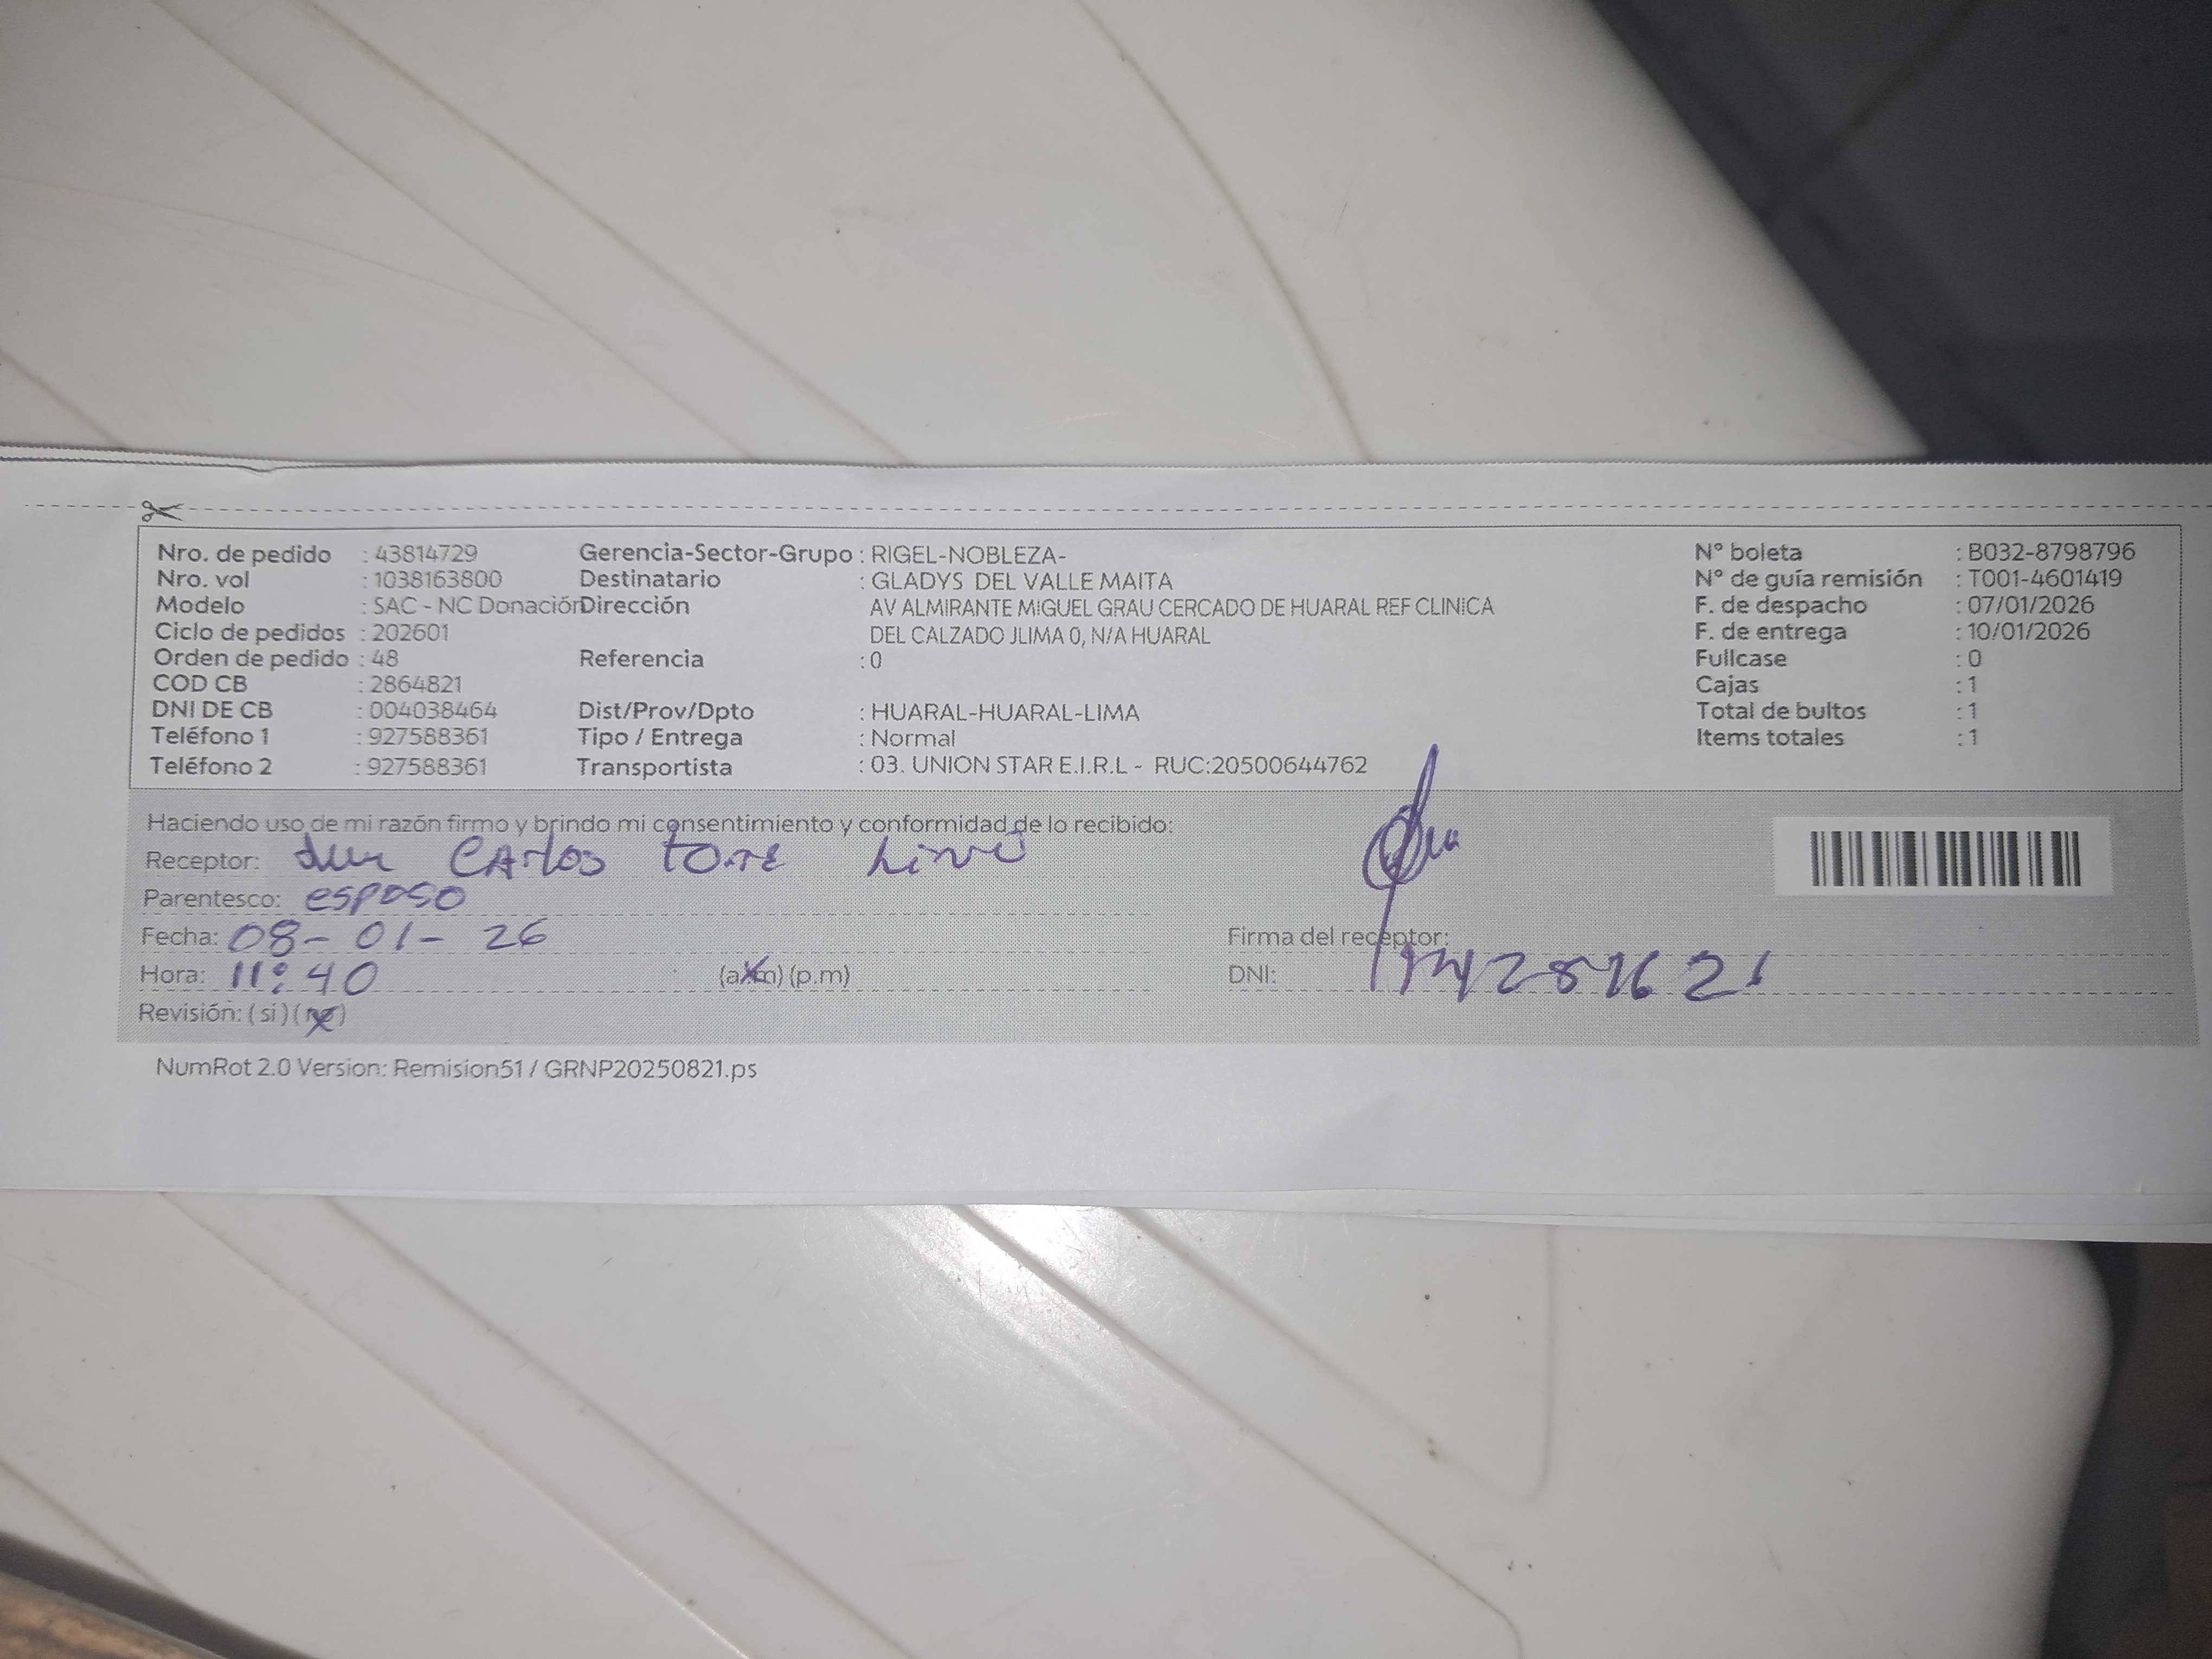 Nro. de pedido : 43814729
Nro. vol : 1038163800
Modelo : SAC - NC Donación
Ciclo de pedidos : 202601
Orden de pedido : 48
COD CB : 2864821
DNI DE CB : 004038464
Teléfono 1 : 927588361
Teléfono 2 : 927588361
Gerencia-Sector-Grupo : RIGEL-NOBLEZA-
Destinatario : GLADYS DEL VALLE MAITA
Dirección AV ALMIRANTE MIGUEL GRAU CERCADO DE HUARAL REF CLINICA
DEL CALZADO JLIMA 0, N/A HUARAL
Referencia : 0
Dist/Prov/Dpto : HUARAL-HUARAL-LIMA
Tipo / Entrega : Normal
Transportista : 03. UNION STAR E.I.R.L - RUC:20500644762
N° boleta : B032-8798796
N° de guía remisión : T001-4601419
F. de despacho : 07/01/2026
F. de entrega : 10/01/2026
Fullcase : 0
Cajas : 1
Total de bultos : 1
Items totales : 1
Haciendo uso de mi razón firmo y brindo mi consentimiento y conformidad de lo recibido:
Receptor: CArlos
Parentesco: esposo
Fecha: 08-01-26
Hora: 11:40 (a.m) (p.m)
Revisión: (si) (no)
Firma del receptor:
DNI:
NumRot 2.0 Version: Remision51 / GRNP20250821.ps